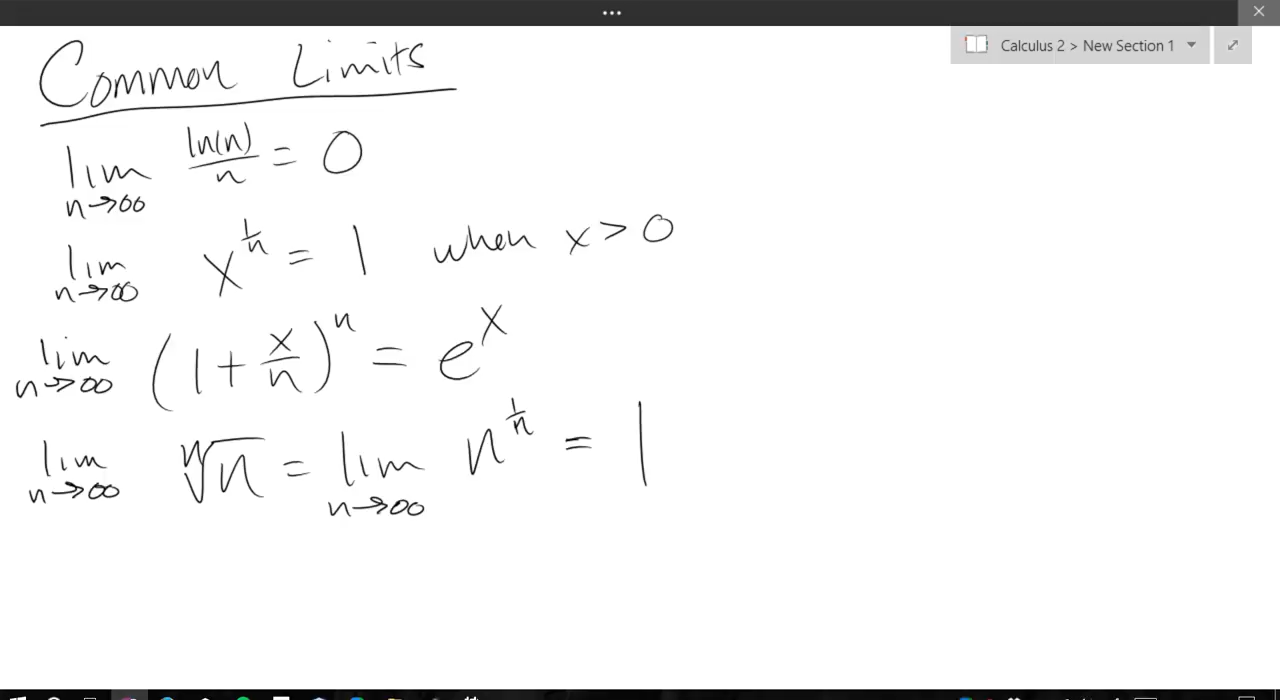 Calculus 2 > New Section 1
Common Limits
lim n→∞ ln(n)/n = 0
lim n→∞ x^(1/n) = 1 when x > 0
lim n→∞ (1 + x/n)^n = e^x
lim n→∞ ⁿ√n = lim n→∞ n^(1/n) = 1